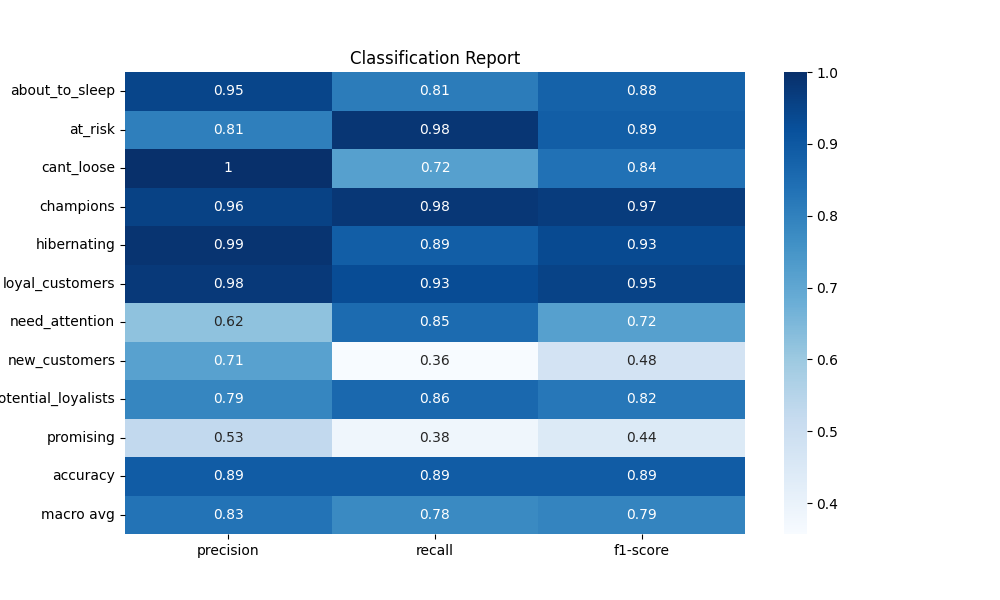 Classification Report
about_to_sleep 0.95 0.81 0.88
at_risk 0.81 0.98 0.89
cant_loose 1 0.72 0.84
champions 0.96 0.98 0.97
hibernating 0.99 0.89 0.93
loyal_customers 0.98 0.93 0.95
need_attention 0.62 0.85 0.72
new_customers 0.71 0.36 0.48
otential_loyalists 0.79 0.86 0.82
promising 0.53 0.38 0.44
accuracy 0.89 0.89 0.89
macro avg 0.83 0.78 0.79
precision recall f1-score
1.0
0.9
0.8
0.7
0.6
0.5
0.4